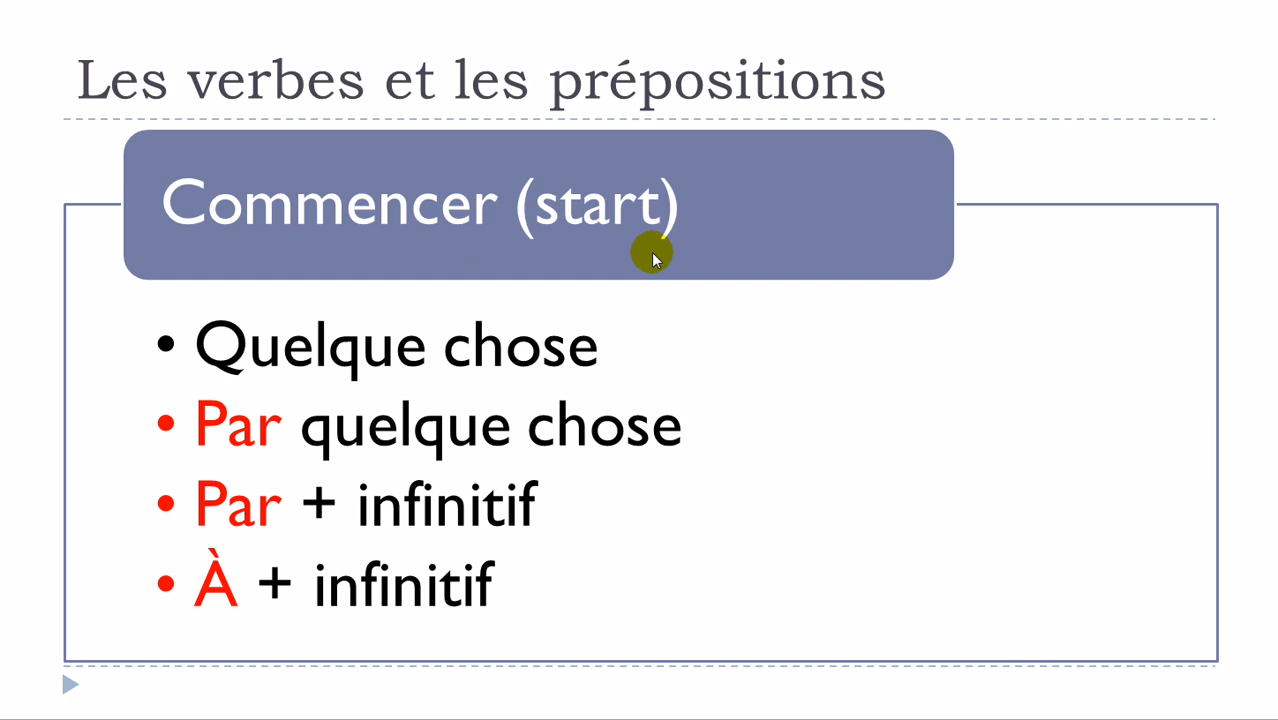 Les verbes et les prépositions
Commencer (start)
• Quelque chose
• Par quelque chose
• Par + infinitif
• À + infinitif